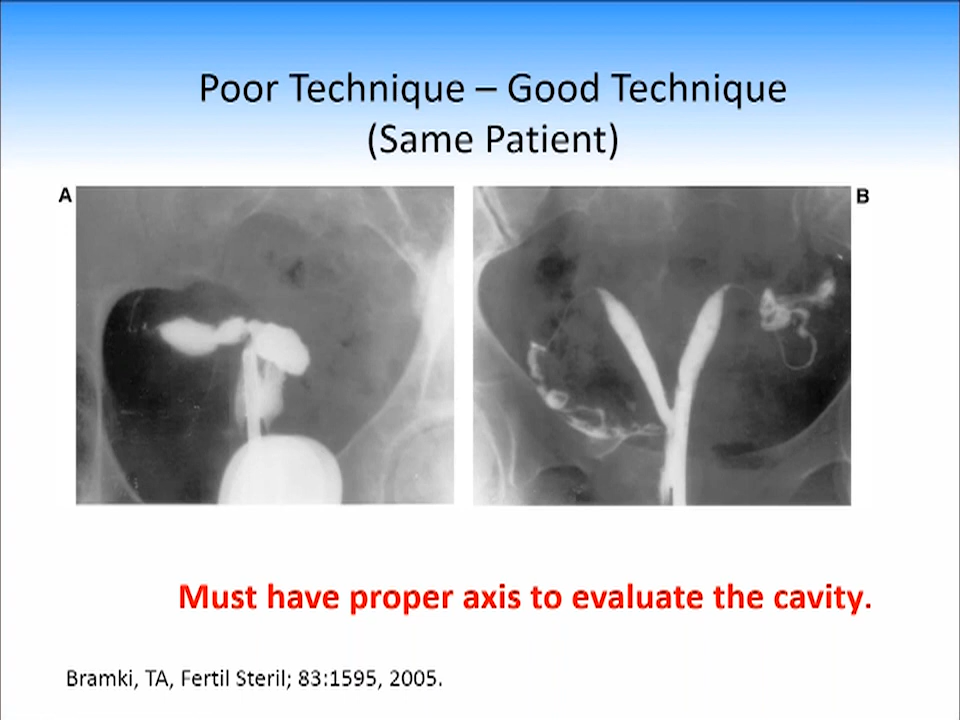 Poor Technique – Good Technique
(Same Patient)
A
B
Must have proper axis to evaluate the cavity.
Bramki, TA, Fertil Steril; 83:1595, 2005.